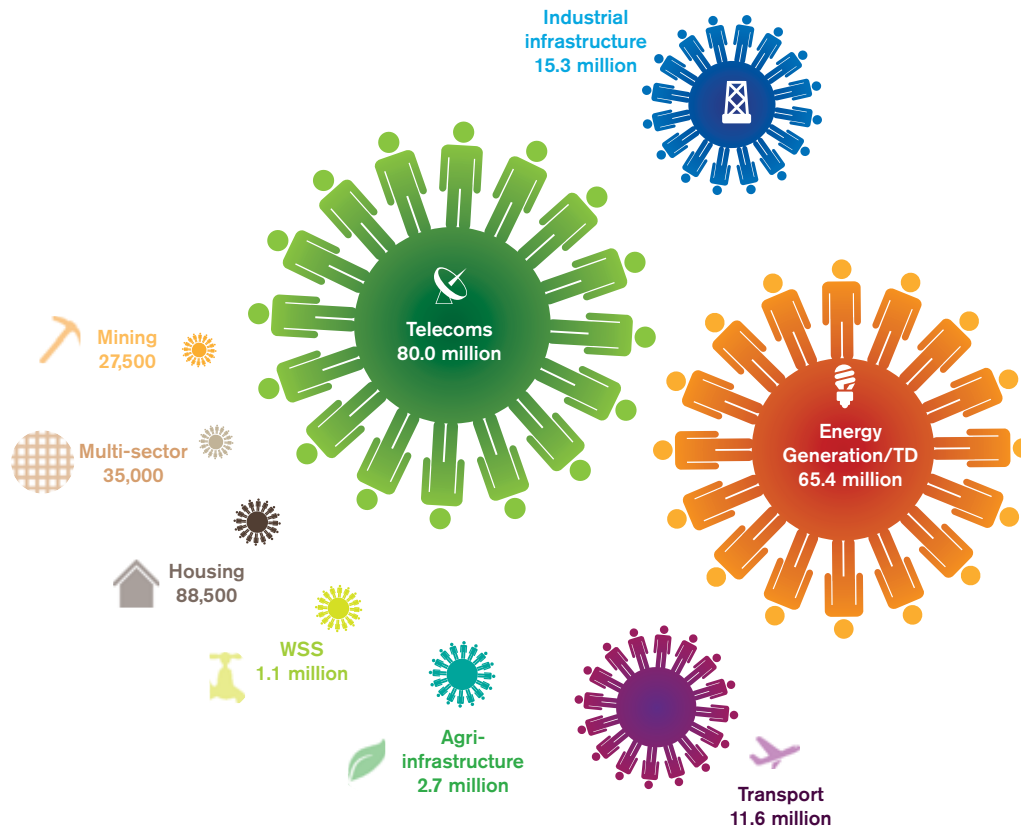 Industrial
infrastructure
15.3 million
Telecoms
80.0 million
Mining
27,500
Energy
Generation/TD
65.4 million
Multi-sector
35,000
Housing
88,500
WSS
1.1 million
Agri-
infrastructure
2.7 million
Transport
11.6 million